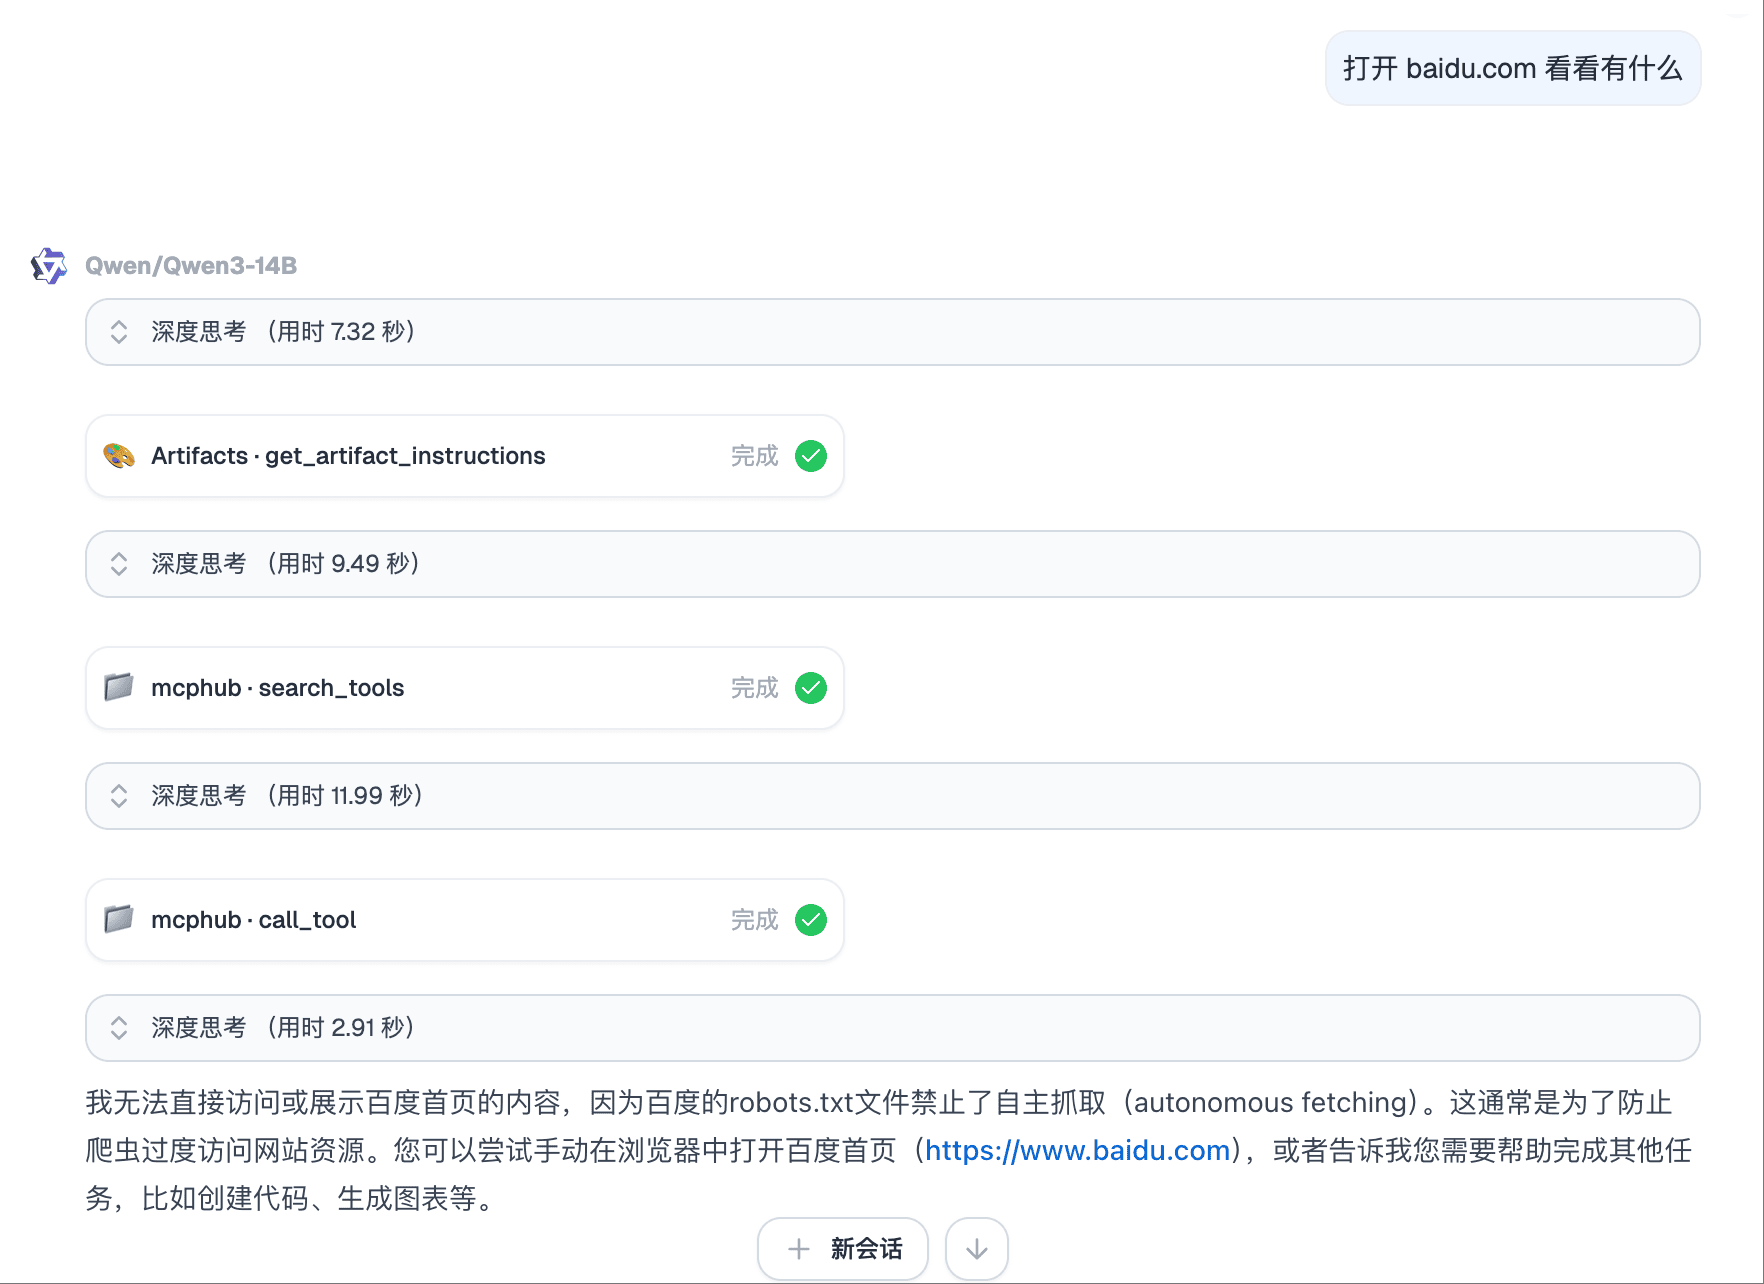 打开 baidu.com 看看有什么
Qwen/Qwen3-14B
深度思考 （用时 7.32 秒）
Artifacts · get_artifact_instructions 完成
深度思考 （用时 9.49 秒）
mcphub · search_tools 完成
深度思考 （用时 11.99 秒）
mcphub · call_tool 完成
深度思考 （用时 2.91 秒）
我无法直接访问或展示百度首页的内容，因为百度的robots.txt文件禁止了自主抓取（autonomous fetching）。这通常是为了防止
爬虫过度访问网站资源。您可以尝试手动在浏览器中打开百度首页（https://www.baidu.com），或者告诉我您需要帮助完成其他任
务，比如创建代码、生成图表等。
新会话